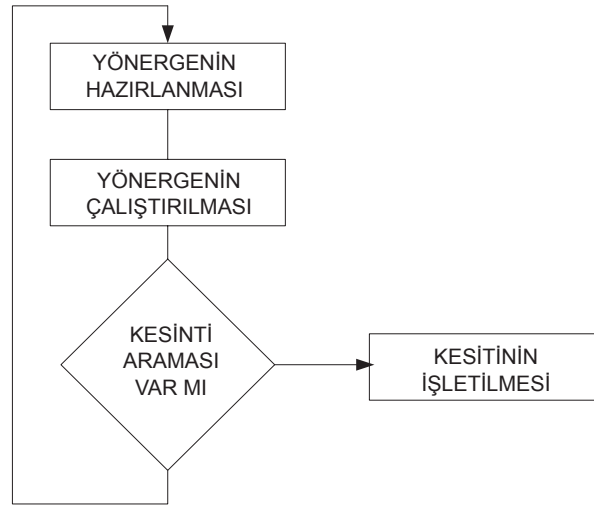 YÖNERGENİN
HAZIRLANMASI
YÖNERGENİN
ÇALIŞTIRILMASI
KESİNTİ
ARAMASI
VAR MI
KESİTİNİN
İŞLETİLMESİ